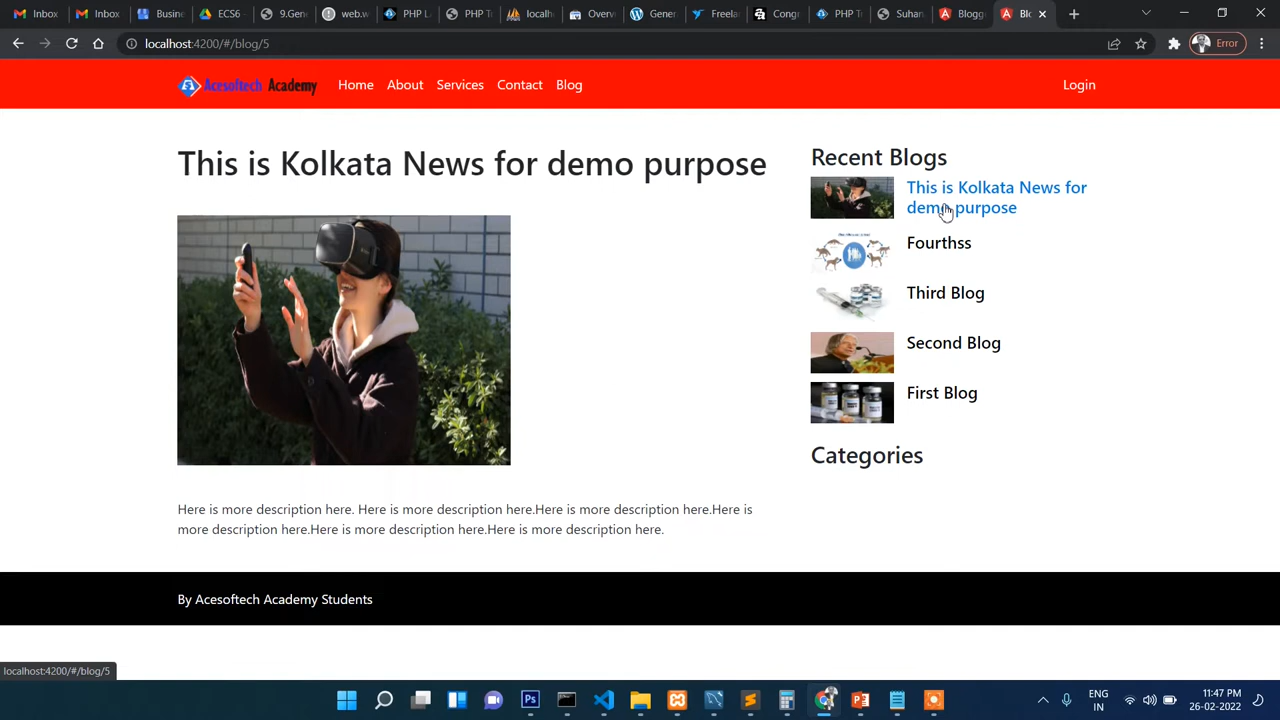 Inbox
Inbox
Busine
ECS6 -
9.Gene
web.w
PHP L
PHP Tr
localh
Overv
Gener
Freelan
Congr
PHP Tr
Suhan
Blogg
Blo
localhost:4200/#/blog/5
Error
Acesoftech Academy
Home
About
Services
Contact
Blog
Login
This is Kolkata News for demo purpose
Recent Blogs
This is Kolkata News for
demo purpose
Fourthss
Third Blog
Second Blog
First Blog
Categories
Here is more description here. Here is more description here.Here is more description here.Here is
more description here.Here is more description here.Here is more description here.
By Acesoftech Academy Students
localhost:4200/#/blog/5
ENG
IN
11:47 PM
26-02-2022